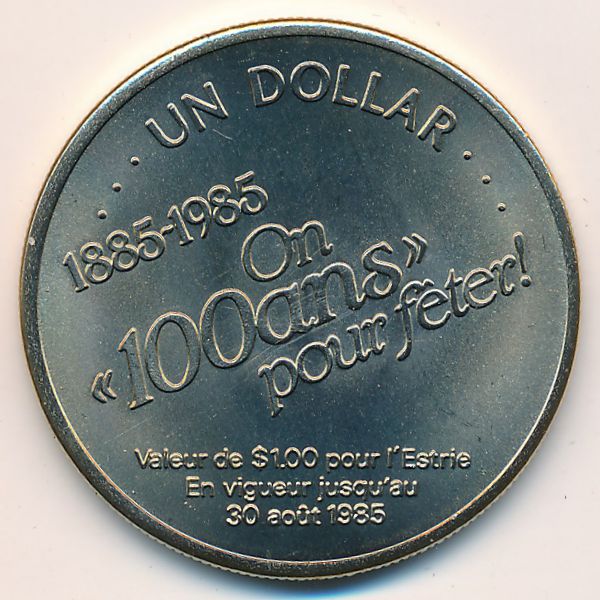 UN DOLLAR
1885-1985
On
«100ans»
pour fêter!
Valeur de $1.00 pour l'Estrie
En vigueur jusqu'au
30 août 1985